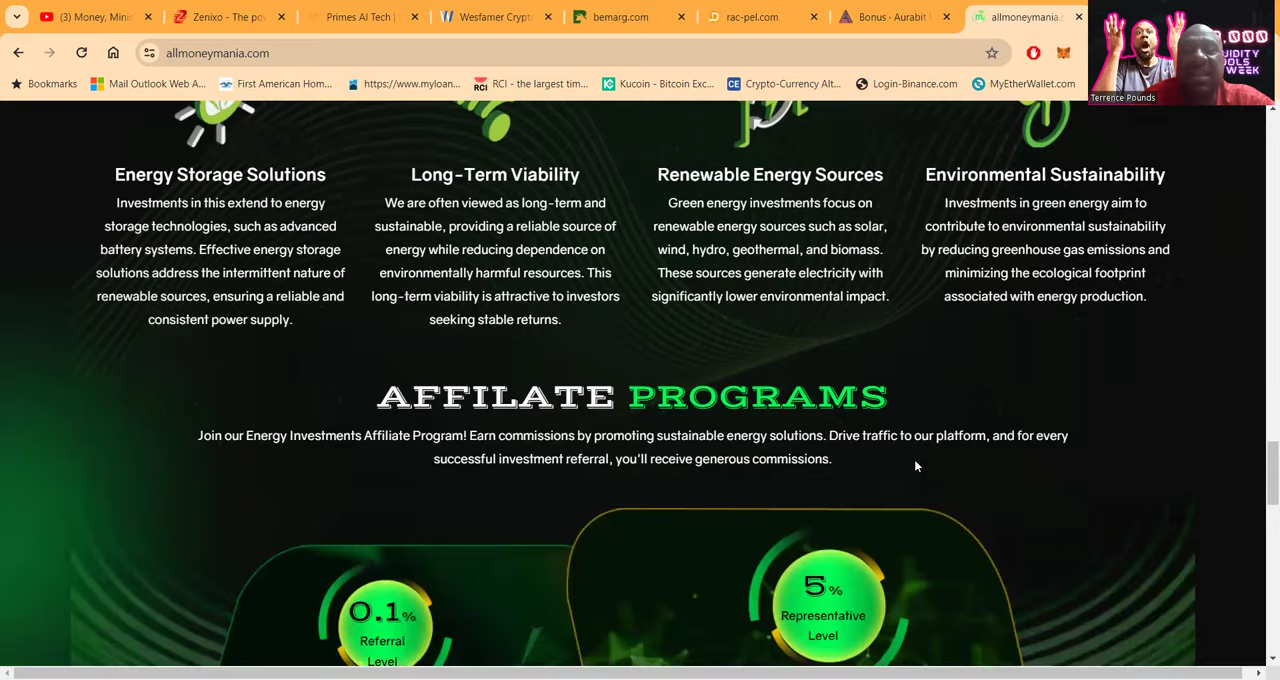 (3) Money, Mini
Zenixo - The po
Primes AI Tech |
Wesfamer Crypt
bemarg.com
rac-pel.com
Bonus - Aurabit
allmoneymania.c
allmoneymania.com
Bookmarks
Mail Outlook Web A...
First American Hom...
https://www.myloan...
RCI - the largest tim...
Kucoin - Bitcoin Exc...
Crypto-Currency Alt...
Login-Binance.com
MyEtherWallet.com
Terrence Pounds
WEEK
Energy Storage Solutions
Investments in this extend to energy
storage technologies, such as advanced
battery systems. Effective energy storage
solutions address the intermittent nature of
renewable sources, ensuring a reliable and
consistent power supply.
Long-Term Viability
We are often viewed as long-term and
sustainable, providing a reliable source of
energy while reducing dependence on
environmentally harmful resources. This
long-term viability is attractive to investors
seeking stable returns.
Renewable Energy Sources
Green energy investments focus on
renewable energy sources such as solar,
wind, hydro, geothermal, and biomass.
These sources generate electricity with
significantly lower environmental impact.
Environmental Sustainability
Investments in green energy aim to
contribute to environmental sustainability
by reducing greenhouse gas emissions and
minimizing the ecological footprint
associated with energy production.
AFFILATE PROGRAMS
Join our Energy Investments Affiliate Program! Earn commissions by promoting sustainable energy solutions. Drive traffic to our platform, and for every
successful investment referral, you'll receive generous commissions.
0.1%
Referral
Level
5%
Representative
Level